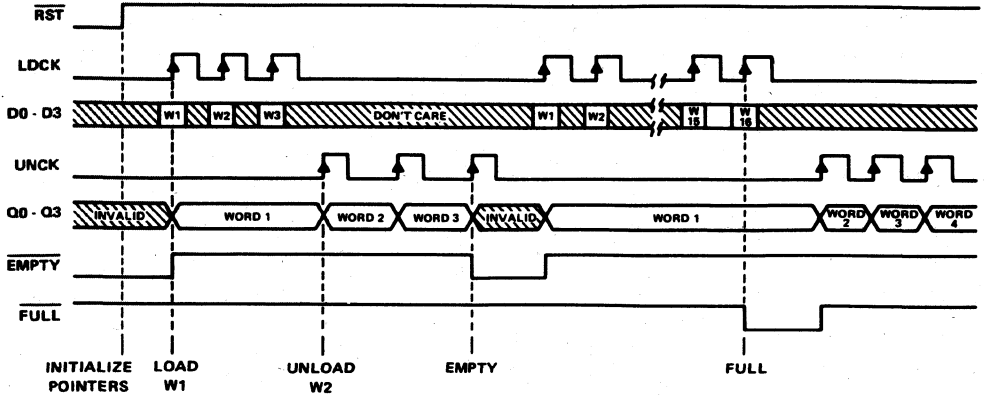 RST
LDCK
D0 - D3 W1 W2 W3 DON'T CARE W1 W2 W 15 W 16
UNCK
Q0 - Q3 INVALID WORD 1 WORD 2 WORD 3 INVALID WORD 1 WORD 2 WORD 3 WORD 4
EMPTY
FULL
INITIALIZE POINTERS
LOAD W1
UNLOAD W2
EMPTY
FULL